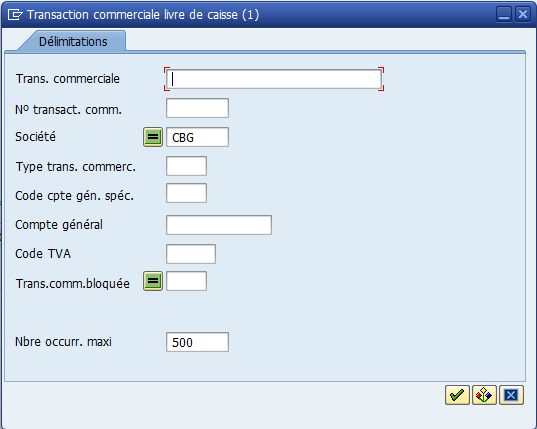 Transaction commerciale livre de caisse (1)
Délimitations
Trans. commerciale
Nº transact. comm.
Société = CBG
Type trans. commerc.
Code cpte gén. spéc.
Compte général
Code TVA
Trans.comm.bloquée =
Nbre occurr. maxi 500